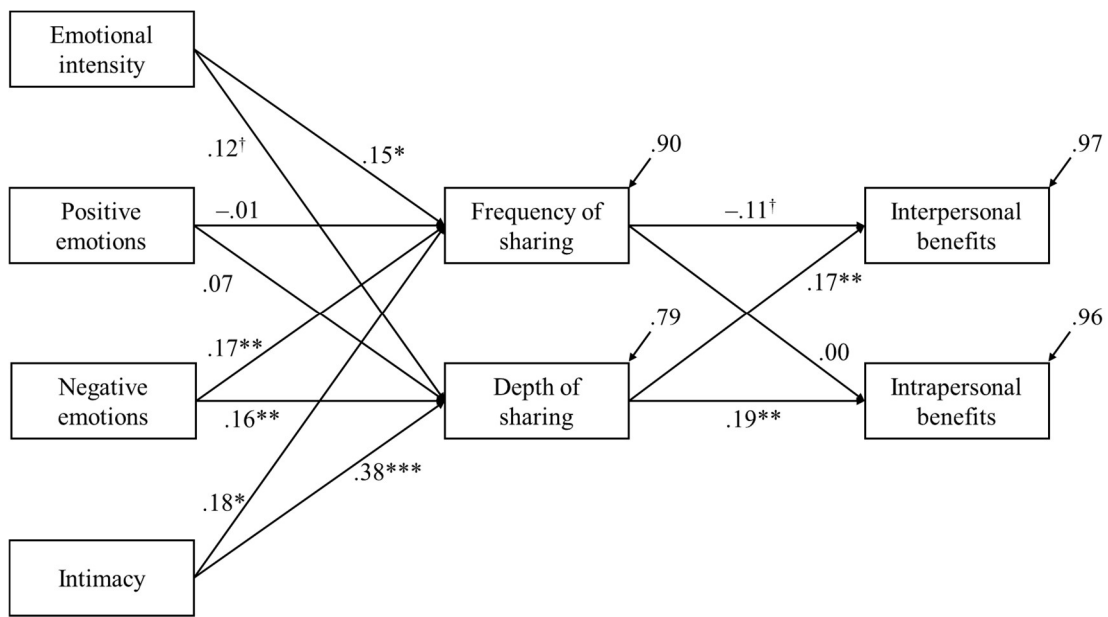 Emotional
intensity
.12†
.15*
.90
.97
Positive
emotions
–.01
Frequency of
sharing
–.11†
Interpersonal
benefits
.07
.17**
.79
.96
.17**
.00
Negative
emotions
.16**
Depth of
sharing
.19**
Intrapersonal
benefits
.38***
.18*
Intimacy